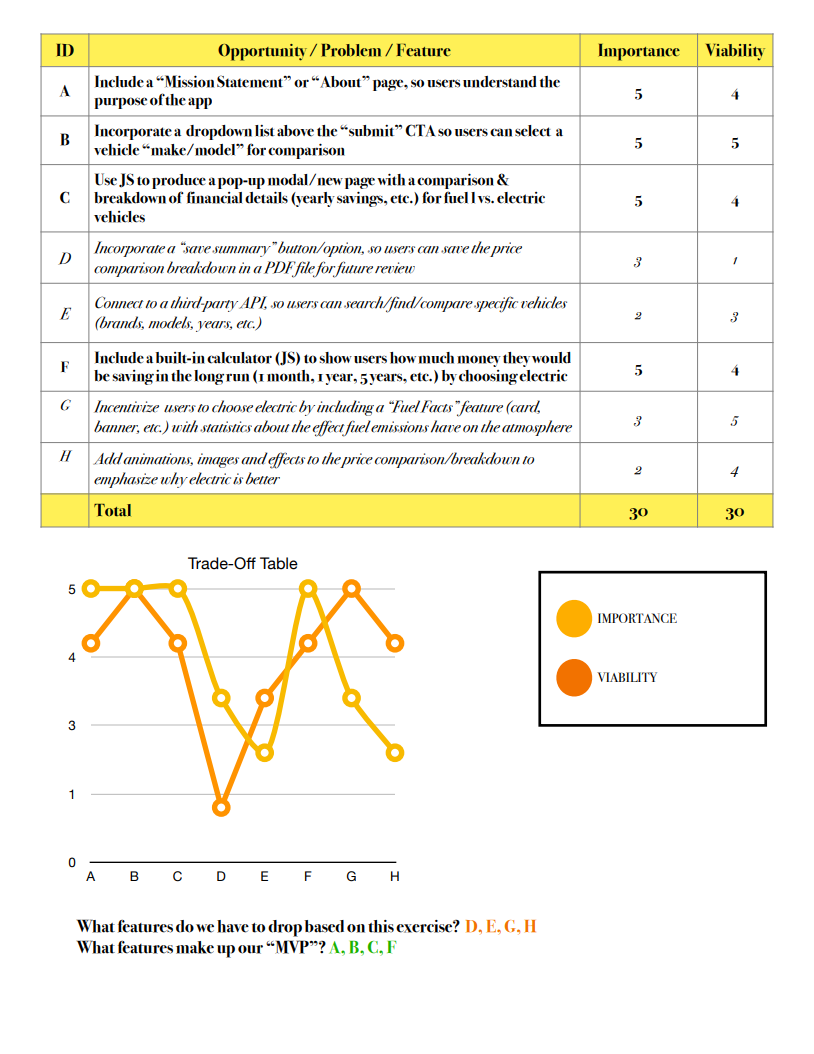 ID Opportunity / Problem / Feature Importance Viability
A Include a “Mission Statement” or “About” page, so users understand the
purpose of the app 5 4
B Incorporate a dropdown list above the “submit” CTA so users can select a
vehicle “make/model” for comparison 5 5
C Use JS to produce a pop-up modal/new page with a comparison &
breakdown of financial details (yearly savings, etc.) for fuel l vs. electric
vehicles 5 4
D Incorporate a “save summary” button/option, so users can save the price
comparison breakdown in a PDF file for future review 3 1
E Connect to a third-party API, so users can search/find/compare specific vehicles
(brands, models, years, etc.) 2 3
F Include a built-in calculator (JS) to show users how much money they would
be saving in the long run (1 month, 1 year, 5 years, etc.) by choosing electric 5 4
G Incentivize users to choose electric by including a “Fuel Facts” feature (card,
banner, etc.) with statistics about the effect fuel emissions have on the atmosphere 3 5
H Add animations, images and effects to the price comparison/breakdown to
emphasize why electric is better 2 4
Total 30 30
Trade-Off Table
5
4
3
1
0
A B C D E F G H
IMPORTANCE
VIABILITY
What features do we have to drop based on this exercise? D, E, G, H
What features make up our “MVP”? A, B, C, F